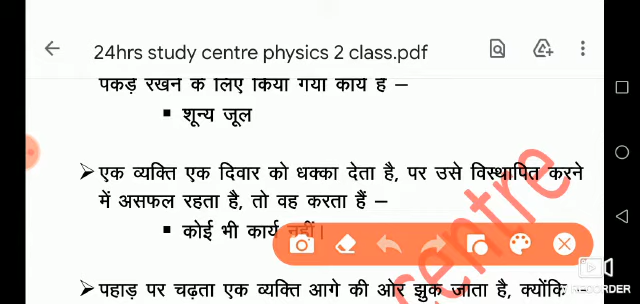 24hrs study centre physics 2 class.pdf
पकड़ रखने के लिए किया गया कार्य है –
▪ शून्य जूल
➢ एक व्यक्ति एक दिवार को धक्का देता है, पर उसे विस्थापित करने
में असफल रहता है, तो वह करता हैं –
▪ कोई भी कार्य नहीं।
➢ पहाड़ पर चढ़ता एक व्यक्ति आगे की ओर झुक जाता है, क्योंकि
centre
RECORDER